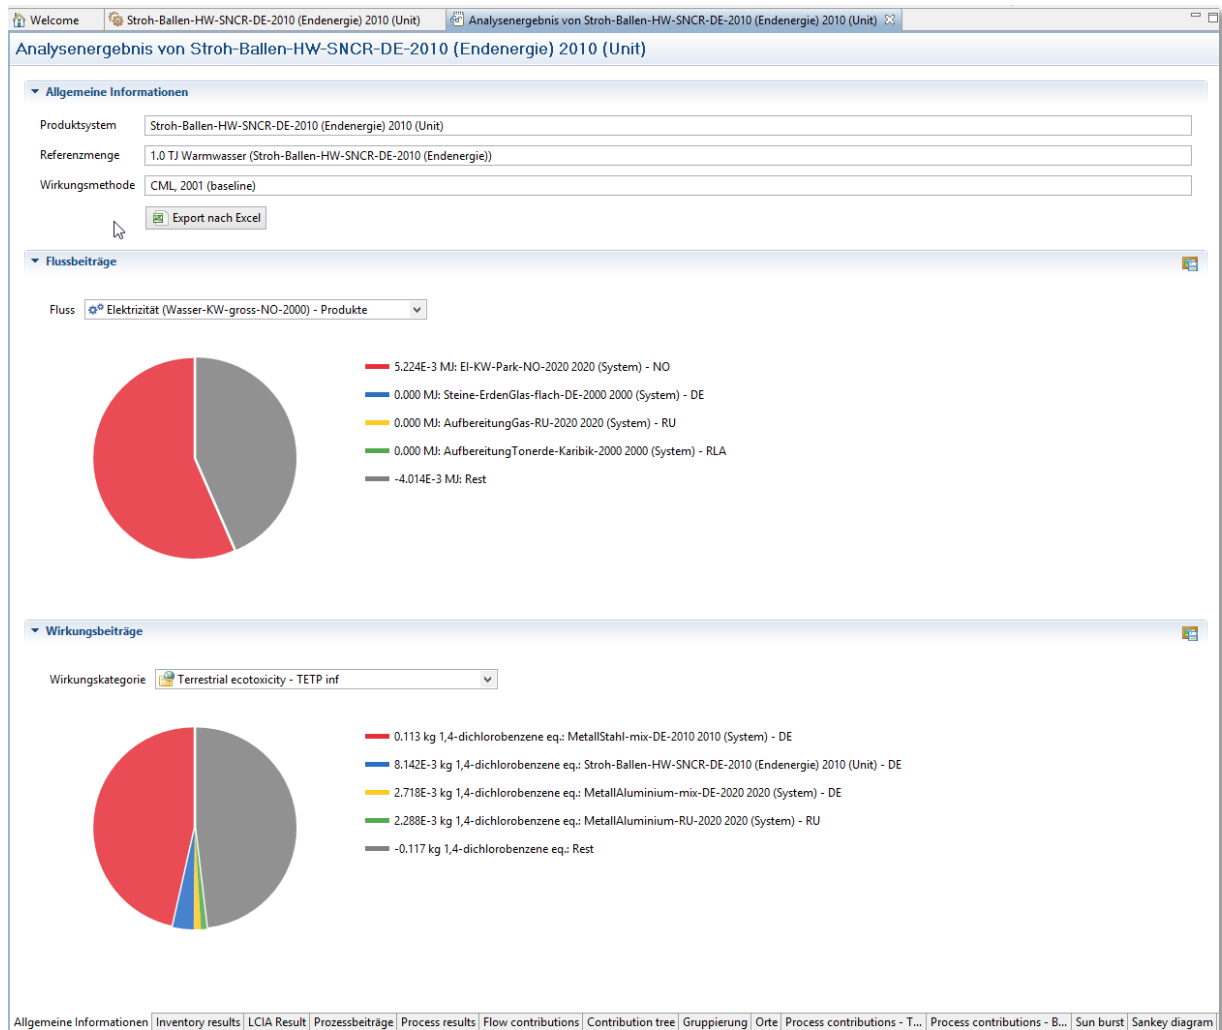 Welcome
Stroh-Ballen-HW-SNCR-DE-2010 (Endenergie) 2010 (Unit)
Analysenergebnis von Stroh-Ballen-HW-SNCR-DE-2010 (Endenergie) 2010 (Unit)
Analysenergebnis von Stroh-Ballen-HW-SNCR-DE-2010 (Endenergie) 2010 (Unit)
Allgemeine Informationen
Produktsystem Stroh-Ballen-HW-SNCR-DE-2010 (Endenergie) 2010 (Unit)
Referenzmenge 1.0 TJ Warmwasser (Stroh-Ballen-HW-SNCR-DE-2010 (Endenergie))
Wirkungsmethode CML, 2001 (baseline)
Export nach Excel
Flussbeiträge
Fluss Elektrizität (Wasser-KW-gross-NO-2000) - Produkte
5.224E-3 MJ: El-KW-Park-NO-2020 2020 (System) - NO
0.000 MJ: Steine-ErdenGlas-flach-DE-2000 2000 (System) - DE
0.000 MJ: AufbereitungGas-RU-2020 2020 (System) - RU
0.000 MJ: AufbereitungTonerde-Karibik-2000 2000 (System) - RLA
-4.014E-3 MJ: Rest
Wirkungsbeiträge
Wirkungskategorie Terrestrial ecotoxicity - TETP inf
0.113 kg 1,4-dichlorobenzene eq.: MetallStahl-mix-DE-2010 2010 (System) - DE
8.142E-3 kg 1,4-dichlorobenzene eq.: Stroh-Ballen-HW-SNCR-DE-2010 (Endenergie) 2010 (Unit) - DE
2.718E-3 kg 1,4-dichlorobenzene eq.: MetallAluminium-mix-DE-2020 2020 (System) - DE
2.288E-3 kg 1,4-dichlorobenzene eq.: MetallAluminium-RU-2020 2020 (System) - RU
-0.117 kg 1,4-dichlorobenzene eq.: Rest
Allgemeine Informationen Inventory results LCIA Result Prozessbeiträge Process results Flow contributions Contribution tree Gruppierung Orte Process contributions - T... Process contributions - B... Sun burst Sankey diagram